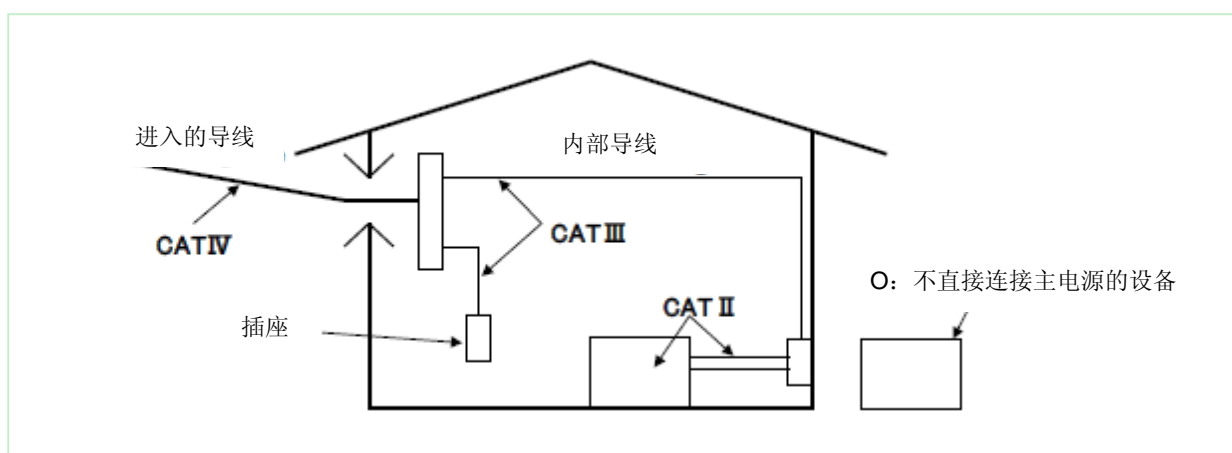 进入的导线
内部导线
CATⅣ
CATⅢ
O：不直接连接主电源的设备
CATⅡ
插座